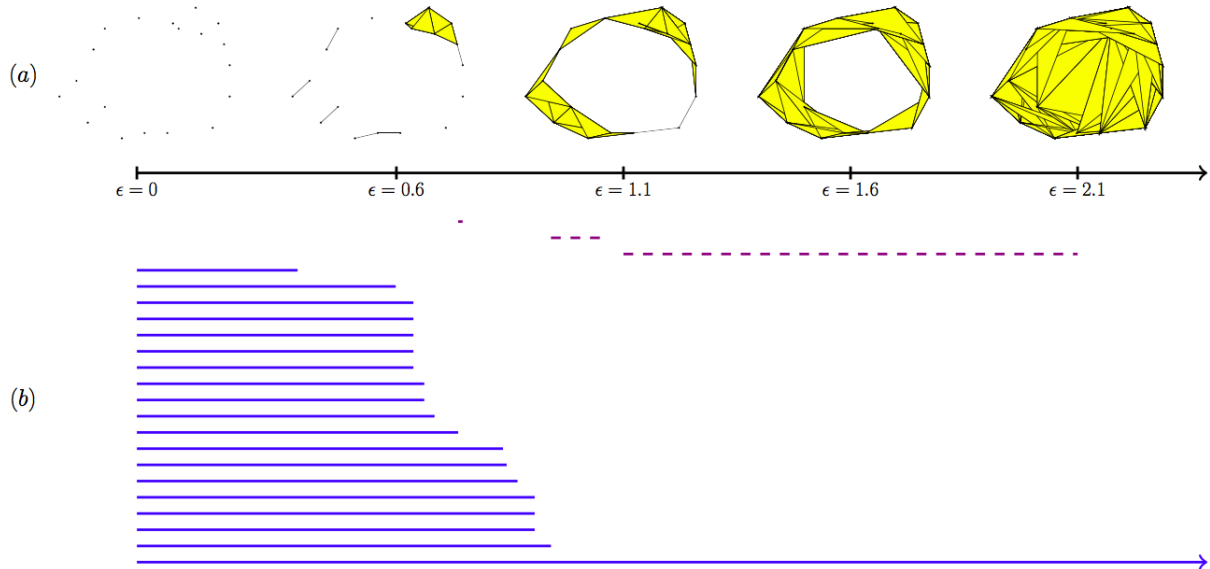 (a)
ϵ = 0 ϵ = 0.6 ϵ = 1.1 ϵ = 1.6 ϵ = 2.1
(b)